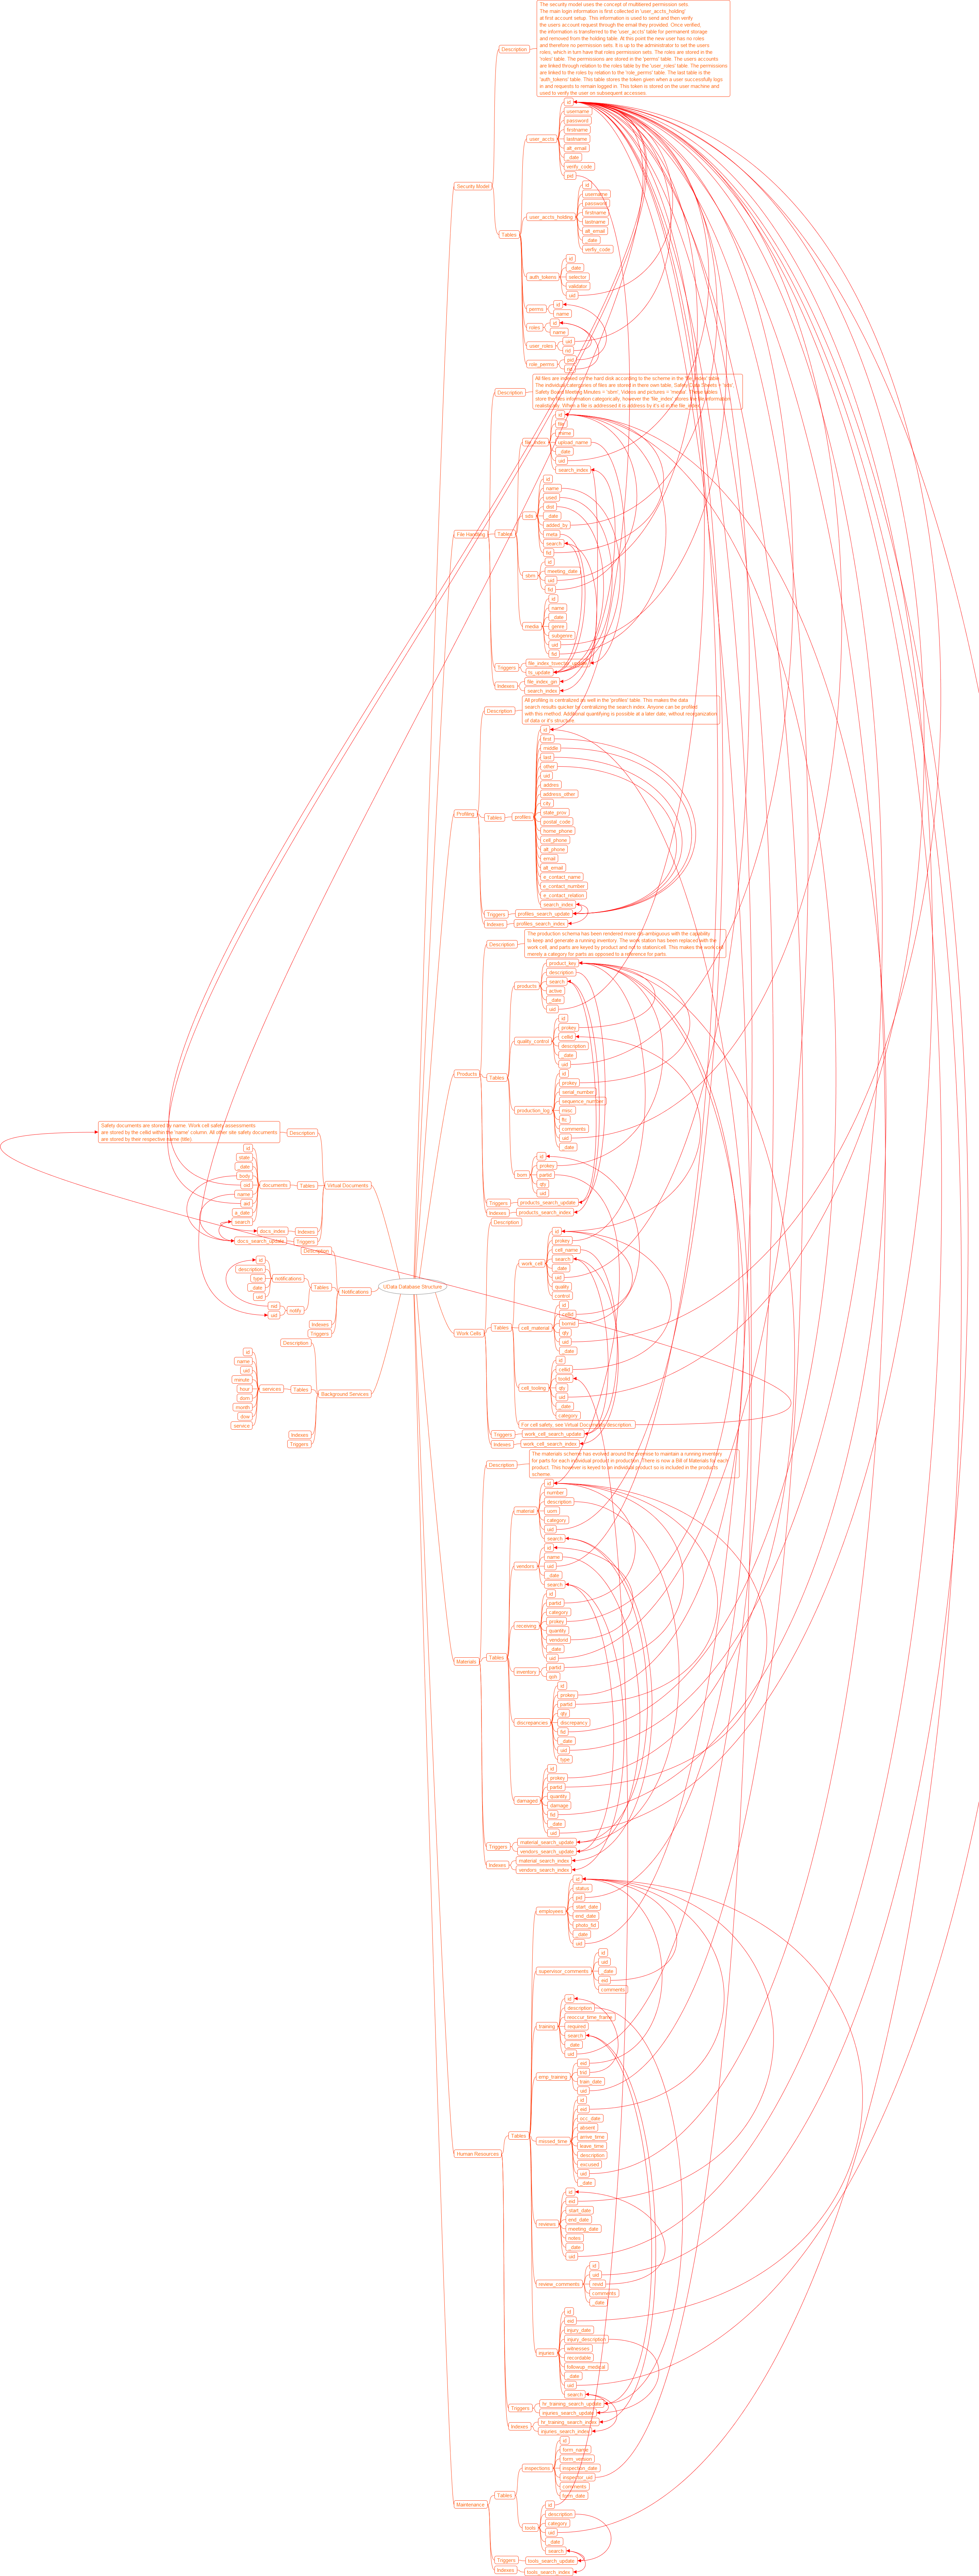 The security model uses the concept of multitiered permission sets.
The main login information is first collected in 'user_accts_holding'
at first account setup. This information is used to send and then verify
the users account request through the email they provided. Once verified,
the information is transferred to the 'user_accts' table for permanent storage
and removed from the holding table. At this point the new user has no roles
and therefore no permission sets. It is up to the administrator to set the users
roles, which in turn have that roles permission sets. The roles are stored in the
'roles' table. The permissions are stored in the 'perms' table. The users accounts
are linked through relation to the roles table by the 'user_roles' table. The permissions
are linked to the roles by relation to the 'role_perms' table. The last table is the
'auth_tokens' table. This table stores the token given when a user successfully logs
in and requests to remain logged in. This token is stored on the user machine and
used to verify the user on subsequent accesses.
Description
Security Model
Tables
user_accts
id
username
password
firstname
lastname
alt_email
_date
verify_code
pid
user_accts_holding
id
username
password
firstname
lastname
alt_email
_date
verfiy_code
auth_tokens
id
_date
selector
validator
uid
perms
id
name
roles
id
name
user_roles
uid
rid
role_perms
pid
File Handling
Description
All files are indexed on the hard disk according to the scheme in the 'file_index' table.
The individual categories of files are stored in there own table, Safety Data Sheets = 'sds',
Safety Board Meeting Minutes = 'sbm', Videos and pictures = 'media'. These tables
store the files information categorically, however the 'file_index' stores the file information
realistically. When a file is addressed it is address by it's id in the file_index.
Tables
file_index
id
file
name
upload_name
_date
uid
search_index
sds
id
name
used
dist
_date
added_by
meta
search
fid
sbm
id
meeting_date
uid
fid
media
id
name
_date
genre
subgenre
uid
fid
Triggers
file_index_tsvector_update
ts_update
Indexes
file_index_gin
search_index
Profiling
Description
All profiling is centralized as well in the 'profiles' table. This makes the data
search results quicker by centralizing the search index. Anyone can be profiled
with this method. Additional quantifying is possible at a later date, without reorganization
of data or it's structure.
Tables
profiles
id
first
middle
last
other
uid
address
address_other
city
state_prov
postal_code
home_phone
cell_phone
alt_phone
email
alt_email
e_contact_name
e_contact_number
e_contact_relation
search_index
Triggers
profiles_search_update
Indexes
profiles_search_index
Products
Description
The production schema has been rendered more disambiguous with the capability
to keep and generate a running inventory. The work station has been replaced with the
work cell, and parts are keyed by product and not to station/cell. This makes the work cell
merely a category for parts as opposed to a reference for parts.
Tables
products
product_key
description
search
active
_date
uid
quality_control
id
prokey
cellid
description
_date
uid
production_log
id
prokey
serial_number
sequence_number
misc
ftc
comments
uid
_date
bom
id
prokey
partid
qty
uid
Triggers
products_search_update
Indexes
products_search_index
Work Cells
Description
Tables
work_cell
id
prokey
cell_name
search
_date
uid
quality
control
cell_material
id
cellid
bomid
qty
uid
_date
cell_tooling
id
cellid
toolid
qty
uid
_date
category
For cell safety, see Virtual Documents description.
Triggers
work_cell_search_update
Indexes
work_cell_search_index
Materials
Description
The materials scheme has evolved around the premise to maintain a running inventory
for parts for each individual product in production. There is now a Bill of Materials for each
product. This however is keyed to an individual product so is included in the products
scheme.
Tables
material
id
number
description
uom
category
uid
search
vendors
id
name
uid
_date
search
receiving
id
partid
category
prokey
quantity
vendorid
_date
uid
inventory
partid
qoh
discrepancies
id
prokey
partid
qty
discrepancy
fid
_date
uid
type
damaged
id
prokey
partid
quantity
damage
fid
_date
uid
Triggers
material_search_update
vendors_search_update
Indexes
material_search_index
vendors_search_index
Human Resources
Tables
employees
id
status
pid
start_date
end_date
photo_fid
_date
uid
supervisor_comments
id
uid
_date
eid
comments
training
id
description
reoccur_time_frame
required
search
_date
uid
emp_training
eid
trid
train_date
uid
missed_time
id
eid
occ_date
absent
arrive_time
leave_time
description
excused
uid
_date
reviews
id
eid
start_date
end_date
meeting_date
notes
_date
uid
review_comments
id
uid
revid
comments
_date
injuries
id
eid
injury_date
injury_description
witnesses
recordable
followup_medical
_date
uid
search
Triggers
hr_training_search_update
injuries_search_update
Indexes
hr_training_search_index
injuries_search_index
Maintenance
Tables
inspections
id
form_name
form_version
inspection_date
inspector_uid
comments
form_date
tools
id
description
category
uid
_date
search
Triggers
tools_search_update
Indexes
tools_search_index
UData Database Structure
Virtual Documents
Description
Safety documents are stored by name. Work cell safety assessments
are stored by the cellid within the 'name' column. All other site safety documents
are stored by their respective name (title).
Tables
documents
id
state
_date
body
oid
name
aid
a_date
search
Indexes
docs_index
Triggers
docs_search_update
Notifications
Description
Tables
notifications
id
description
type
_date
uid
notify
nid
uid
Indexes
Triggers
Background Services
Description
Tables
services
id
name
uid
minute
hour
dom
month
dow
service
Indexes
Triggers